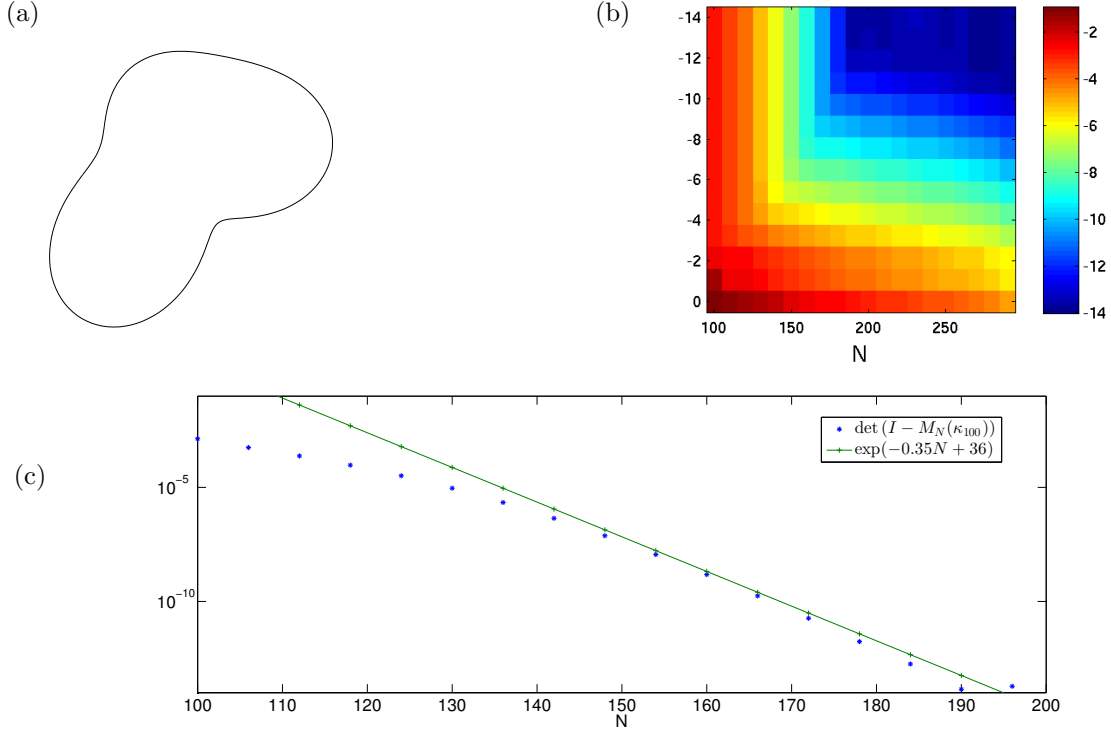 (a)
(b)
-14
-12
-10
-8
-6
-4
-2
0
100 150 200 250
N
-2
-4
-6
-8
-10
-12
-14
(c)
10^{-5}
10^{-10}
det(I − M_N(κ_{100}))
exp(−0.35N + 36)
100 110 120 130 140 150 160 170 180 190 200
N